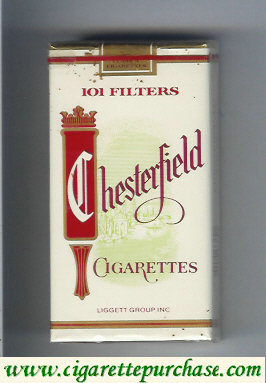 101 FILTERS
Chesterfield
CIGARETTES
LIGGETT GROUP INC
www.cigarettepurchase.com